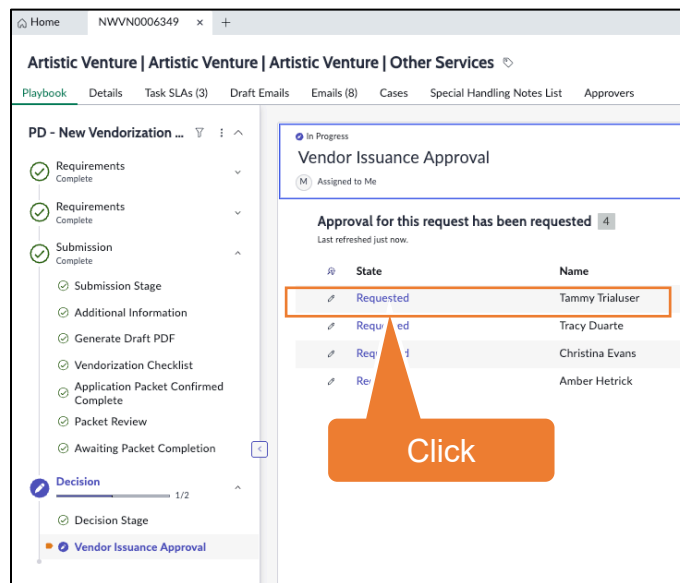 Home
NWVN0006349 × +
Artistic Venture | Artistic Venture | Artistic Venture | Other Services
Playbook Details Task SLAs (3) Draft Emails Emails (8) Cases Special Handling Notes List Approvers
PD - New Vendorization ...
Requirements
Complete
Requirements
Complete
Submission
Complete
Submission Stage
Additional Information
Generate Draft PDF
Vendorization Checklist
Application Packet Confirmed
Complete
Packet Review
Awaiting Packet Completion
Decision
1/2
Decision Stage
Vendor Issuance Approval
In Progress
Vendor Issuance Approval
M Assigned to Me
Approval for this request has been requested 4
Last refreshed just now.
State Name
Requested Tammy Trialuser
Tracy Duarte
Christina Evans
Amber Hetrick
Click